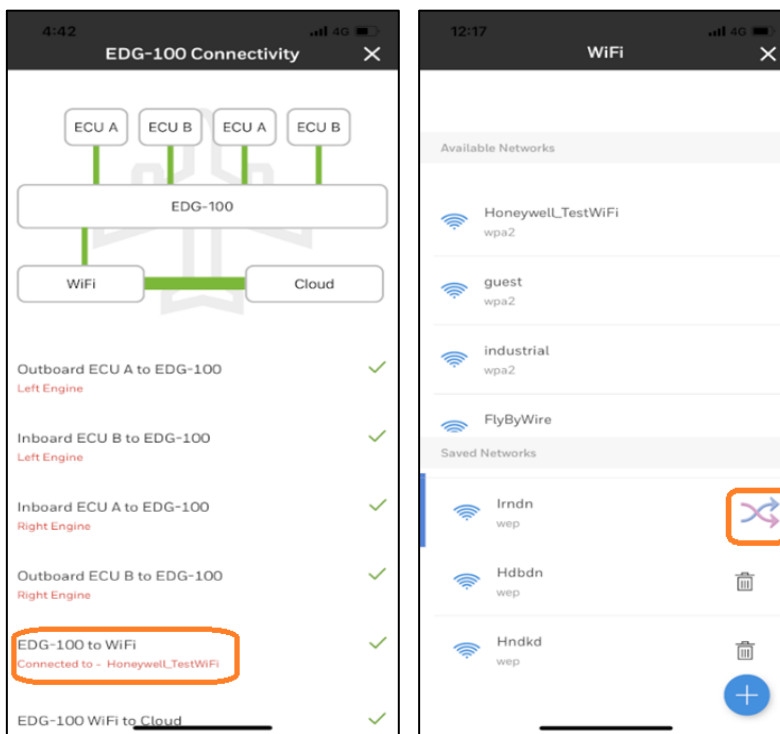 4:42
4G
EDG-100 Connectivity
ECU A
ECU B
ECU A
ECU B
EDG-100
WiFi
Cloud
Outboard ECU A to EDG-100
Left Engine
Inboard ECU B to EDG-100
Left Engine
Inboard ECU A to EDG-100
Right Engine
Outboard ECU B to EDG-100
Right Engine
EDG-100 to WiFi
Connected to - Honeywell_TestWiFi
EDG-100 WiFi to Cloud
12:17
4G
WiFi
Available Networks
Honeywell_TestWiFi
wpa2
guest
wpa2
industrial
wpa2
FlyByWire
Saved Networks
Irndn
wep
Hdbdn
wep
Hndkd
wep